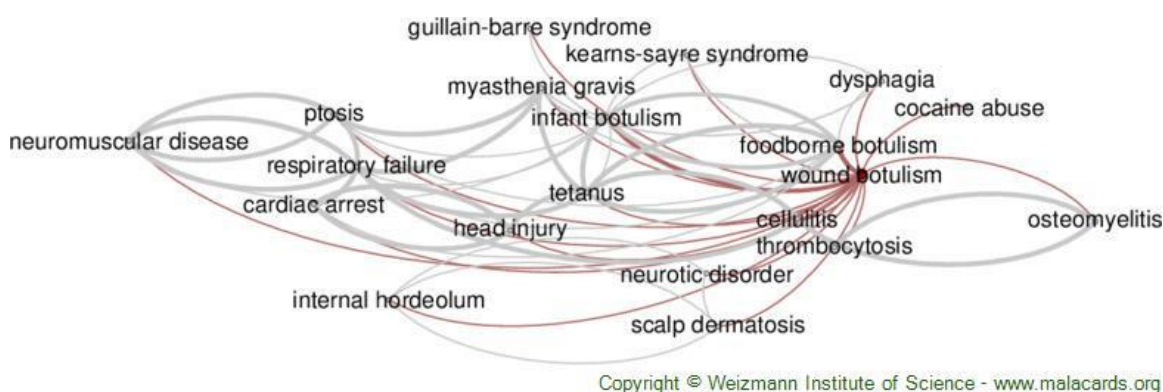 guillain-barre syndrome
kearns-sayre syndrome
dysphagia
myasthenia gravis
cocaine abuse
ptosis
infant botulism
neuromuscular disease
foodborne botulism
respiratory failure
wound botulism
tetanus
cardiac arrest
cellulitis
osteomyelitis
head injury
thrombocytosis
neurotic disorder
internal hordeolum
scalp dermatosis
Copyright © Weizmann Institute of Science - www.malacards.org